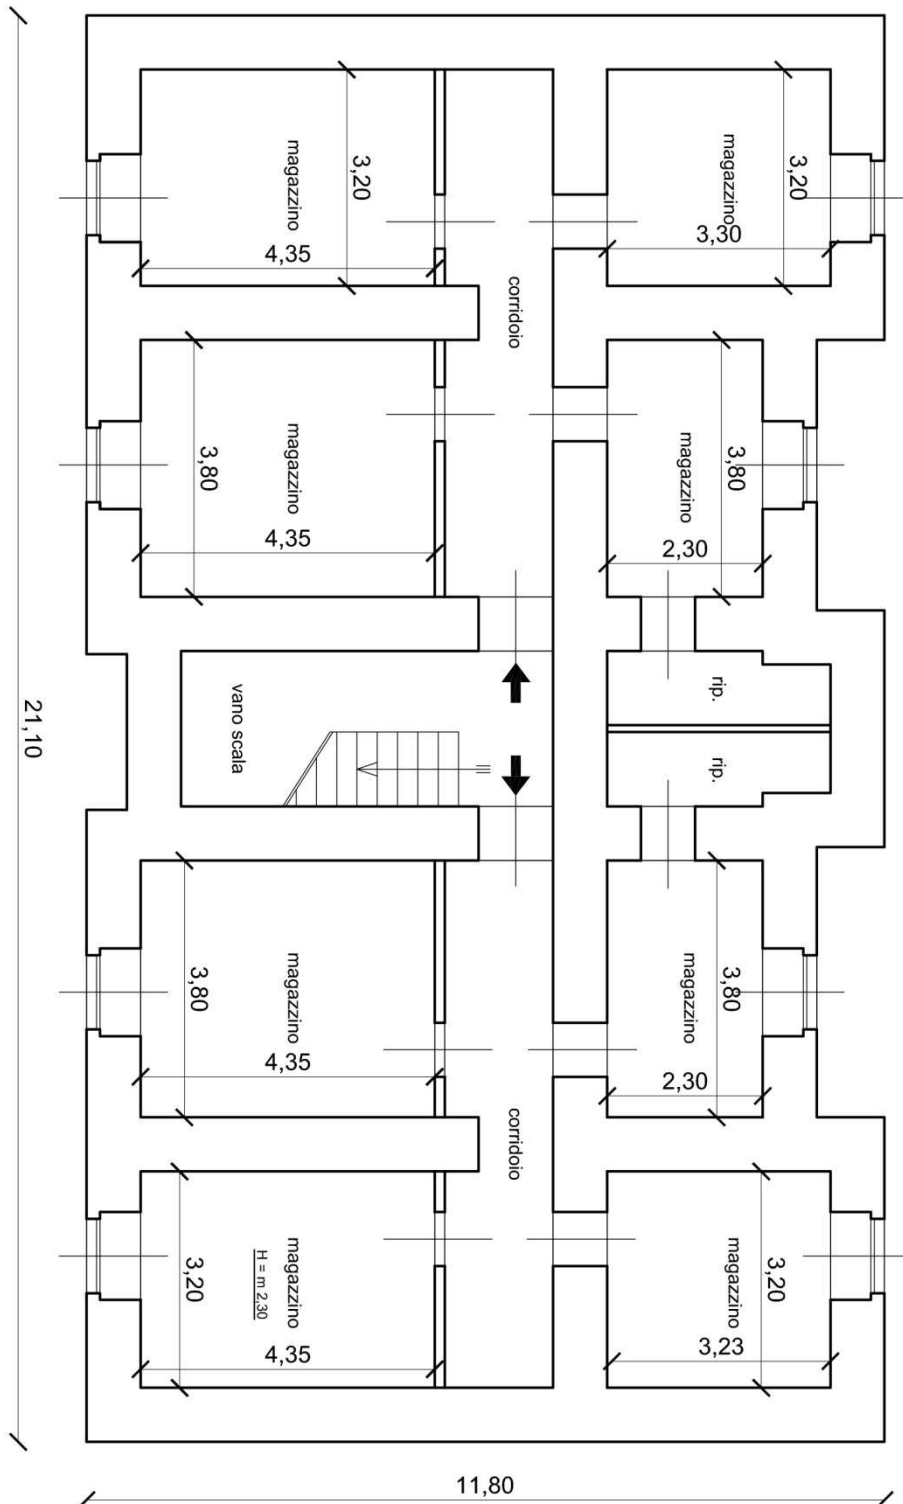 magazzino
3,20
4,35
magazzino
3,20
3,30
corridoio
magazzino
3,80
4,35
magazzino
3,80
2,30
vano scala
rip.
rip.
21,10
magazzino
3,80
4,35
magazzino
3,80
2,30
corridoio
magazzino
H = m 2,30
3,20
4,35
magazzino
3,20
3,23
11,80